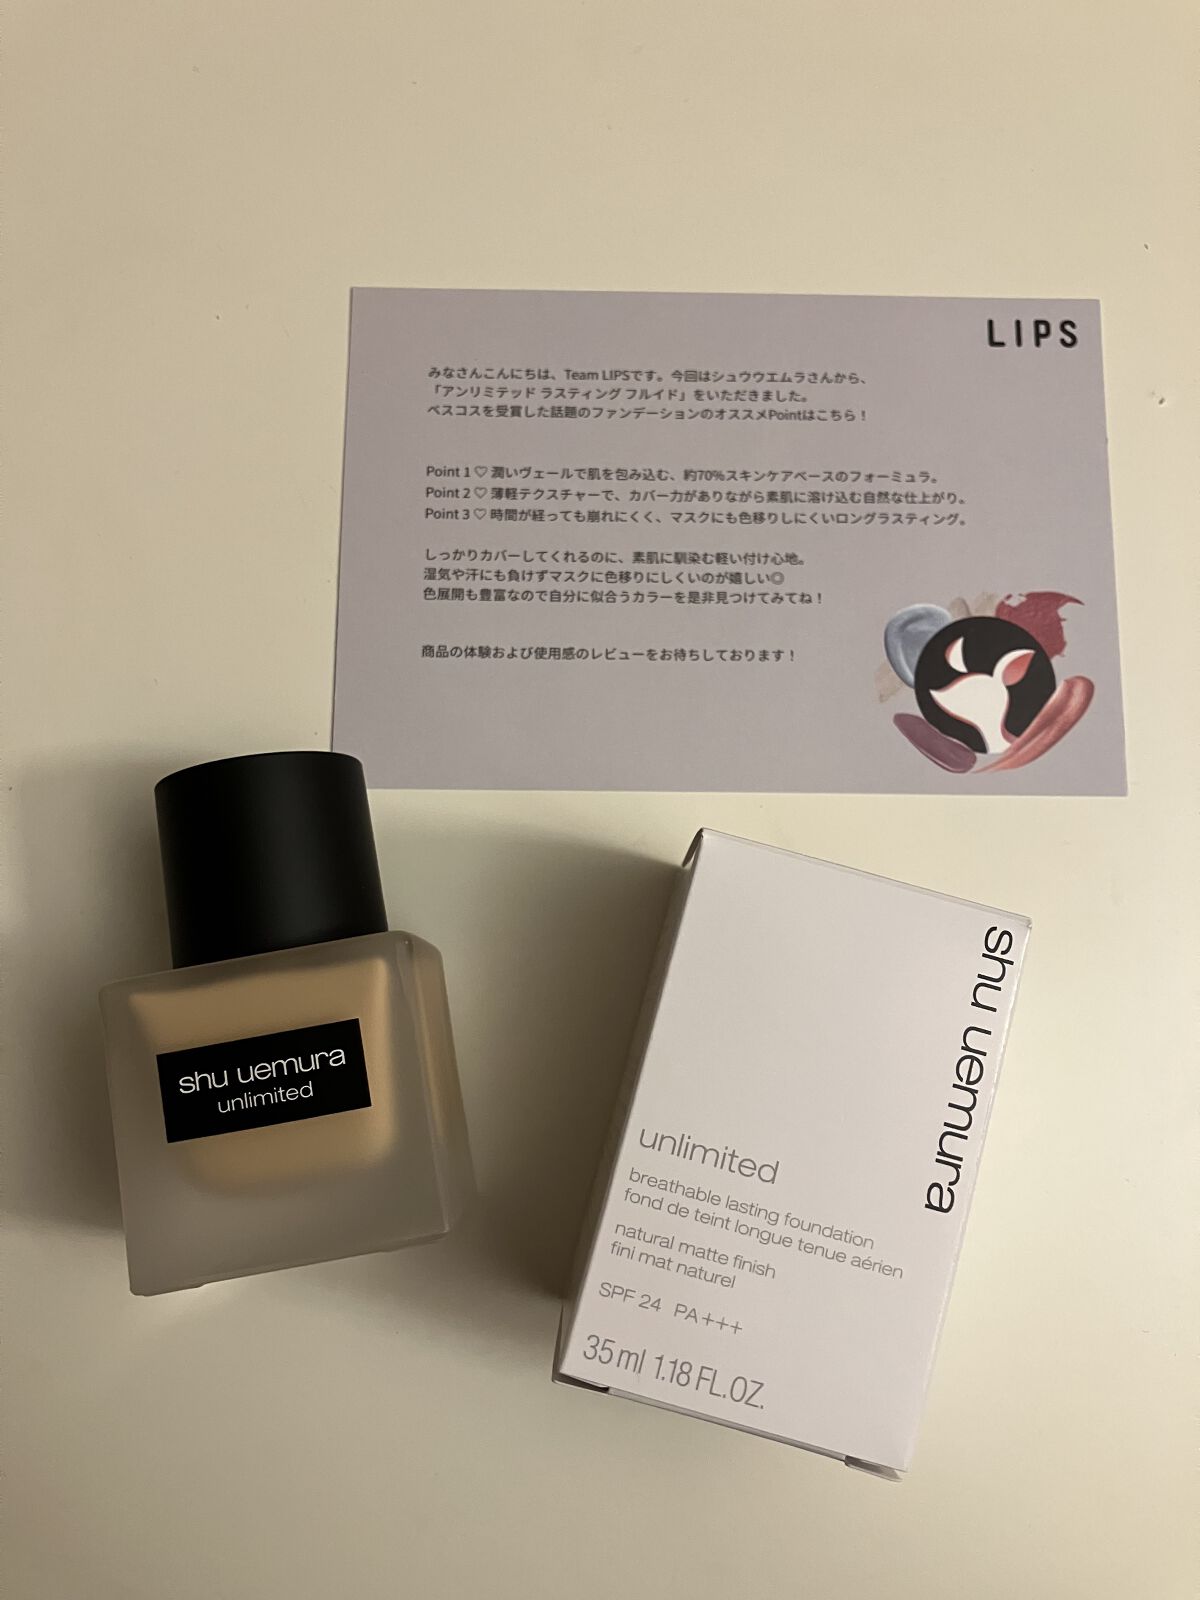 LIPS
みなさんこんにちは、Team LIPSです。今回はシュウウエムラさんから、
「アンリミテッド ラスティング フルイド」をいただきました。
ベスコスを受賞した話題のファンデーションのオススメPointはこちら！
Point 1♡潤いヴェールで肌を包み込む、約70%スキンケアベースのフォーミュラ。
Point 2♡薄軽テクスチャーで、カバー力がありながら素肌に溶け込む自然な仕上がり。
Point 3♡時間が経っても崩れにくく、マスクにも色移りしにくいロングラスティング。
しっかりカバーしてくれるのに、素肌に馴染む軽い付け心地。
湿気や汗にも負けずマスクに色移りにしくいのが嬉しい◎
色展開も豊富なので自分に似合うカラーを是非見つけてみてね！
商品の体験および使用感のレビューをお待ちしております！
shu uemura
unlimited
shu uemura
unlimited
breathable lasting foundation
fond de teint longue tenue aérien
natural matte finish
fini mat naturel
SPF 24 PA+++
35 ml 1.18 FL.OZ.